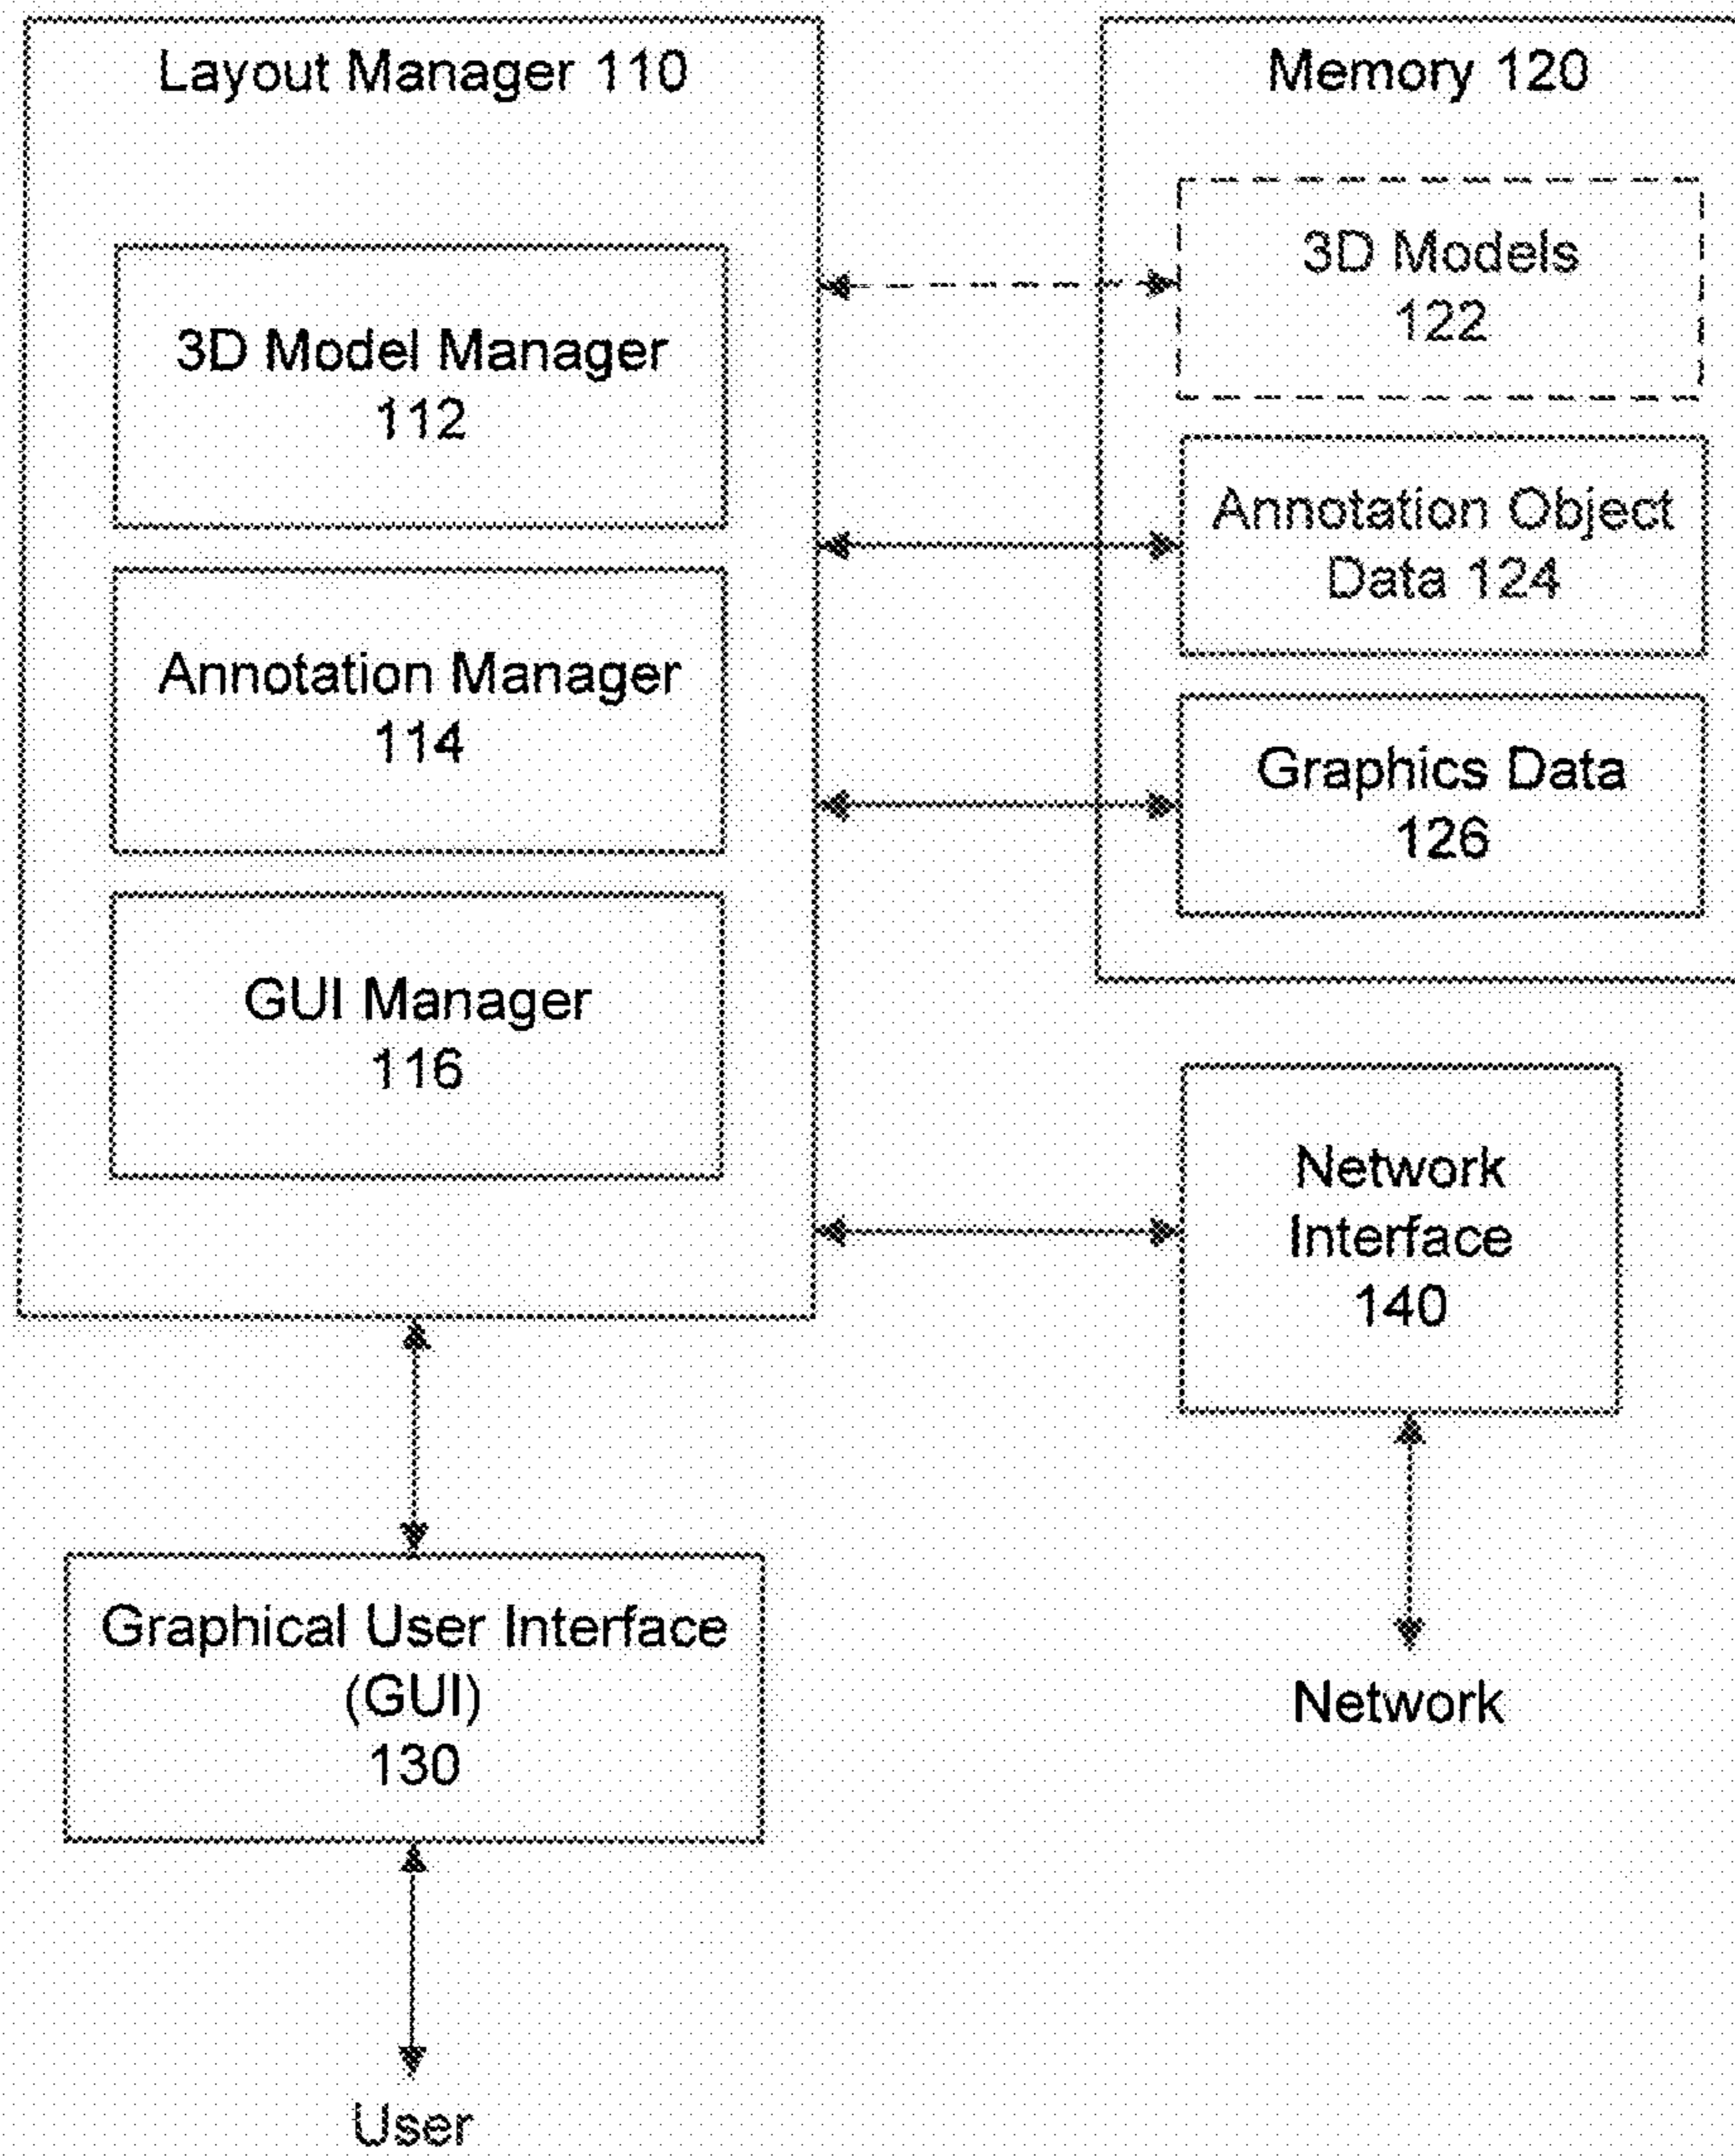 Layout Manager 110
3D Model Manager
112
Annotation Manager
114
GUI Manager
116
Memory 120
3D Models
122
Annotation Object
Data 124
Graphics Data
126
Network
Interface
140
Network
Graphical User Interface
(GUI)
130
User